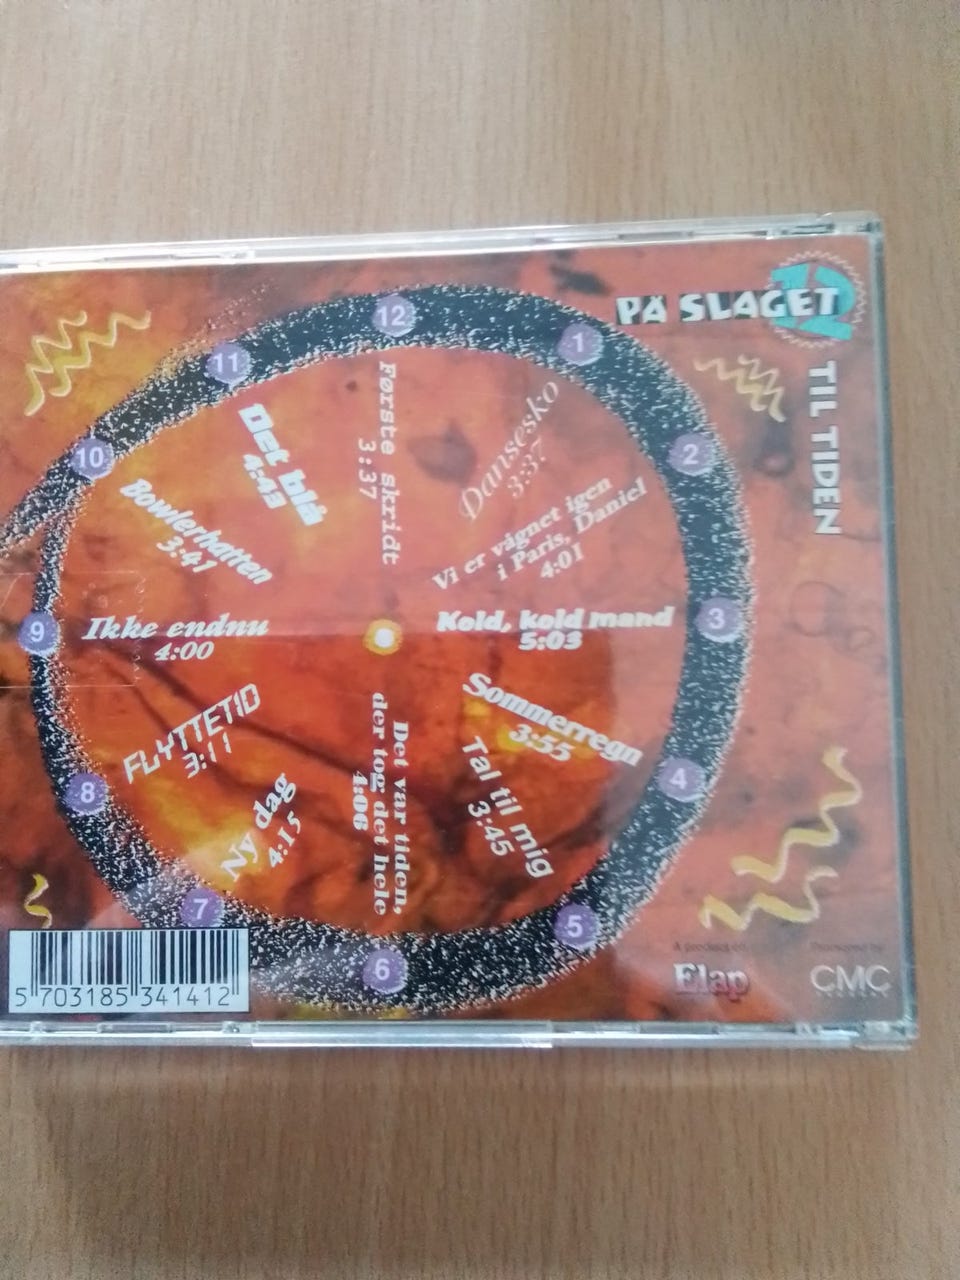 PÅ SLAGET 12
TIL TIDEN
12
1
2
3
4
5
6
7
8
9
10
11
Dansesko
3:37
Vi er vågnet igen
i Paris, Daniel
4:01
Kold, kold mand
5:03
Sommerregn
3:55
Tal til mig
3:45
Det var tiden,
der tog det hele
4:06
Ny dag
4:15
FLYTTETID
3:11
Ikke endnu
4:00
Bowlerhatten
3:41
Det blå
4:43
Første skridt
3:37
5 703185 341412
A product of
Elap
Sponsored by
CMC